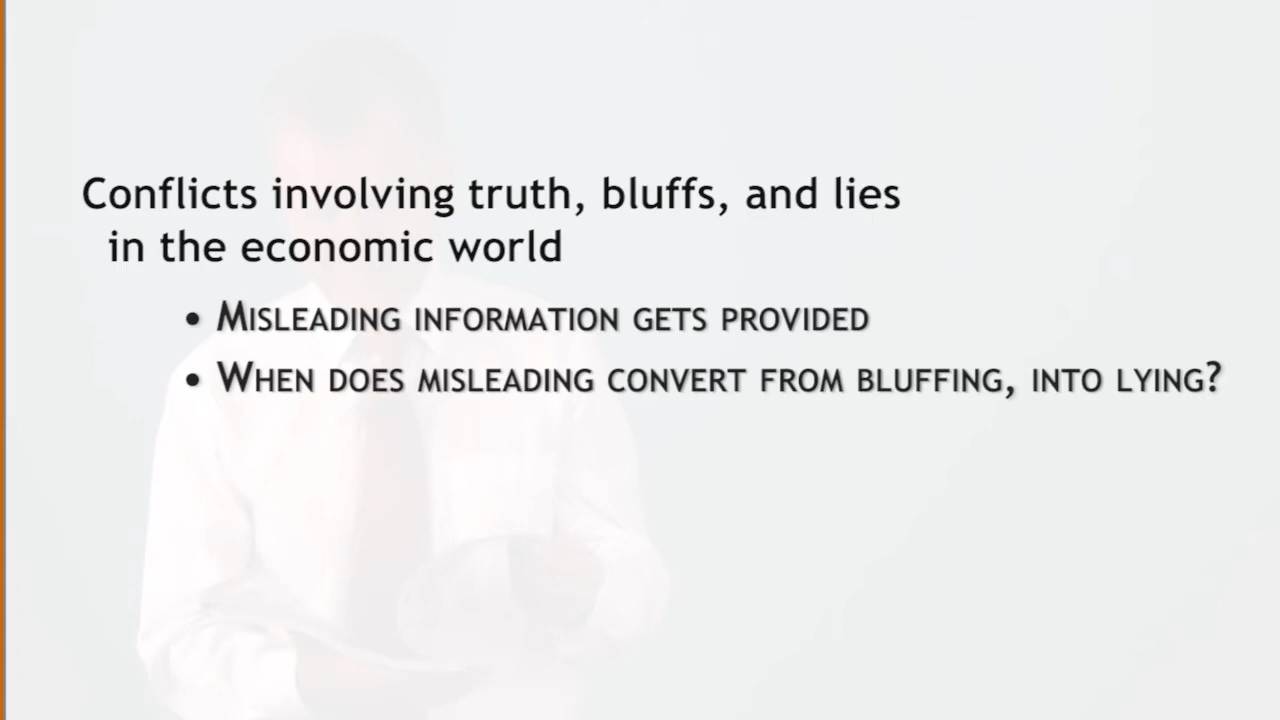 Conflicts involving truth, bluffs, and lies
in the economic world
• Misleading information gets provided
• When does misleading convert from bluffing, into lying?